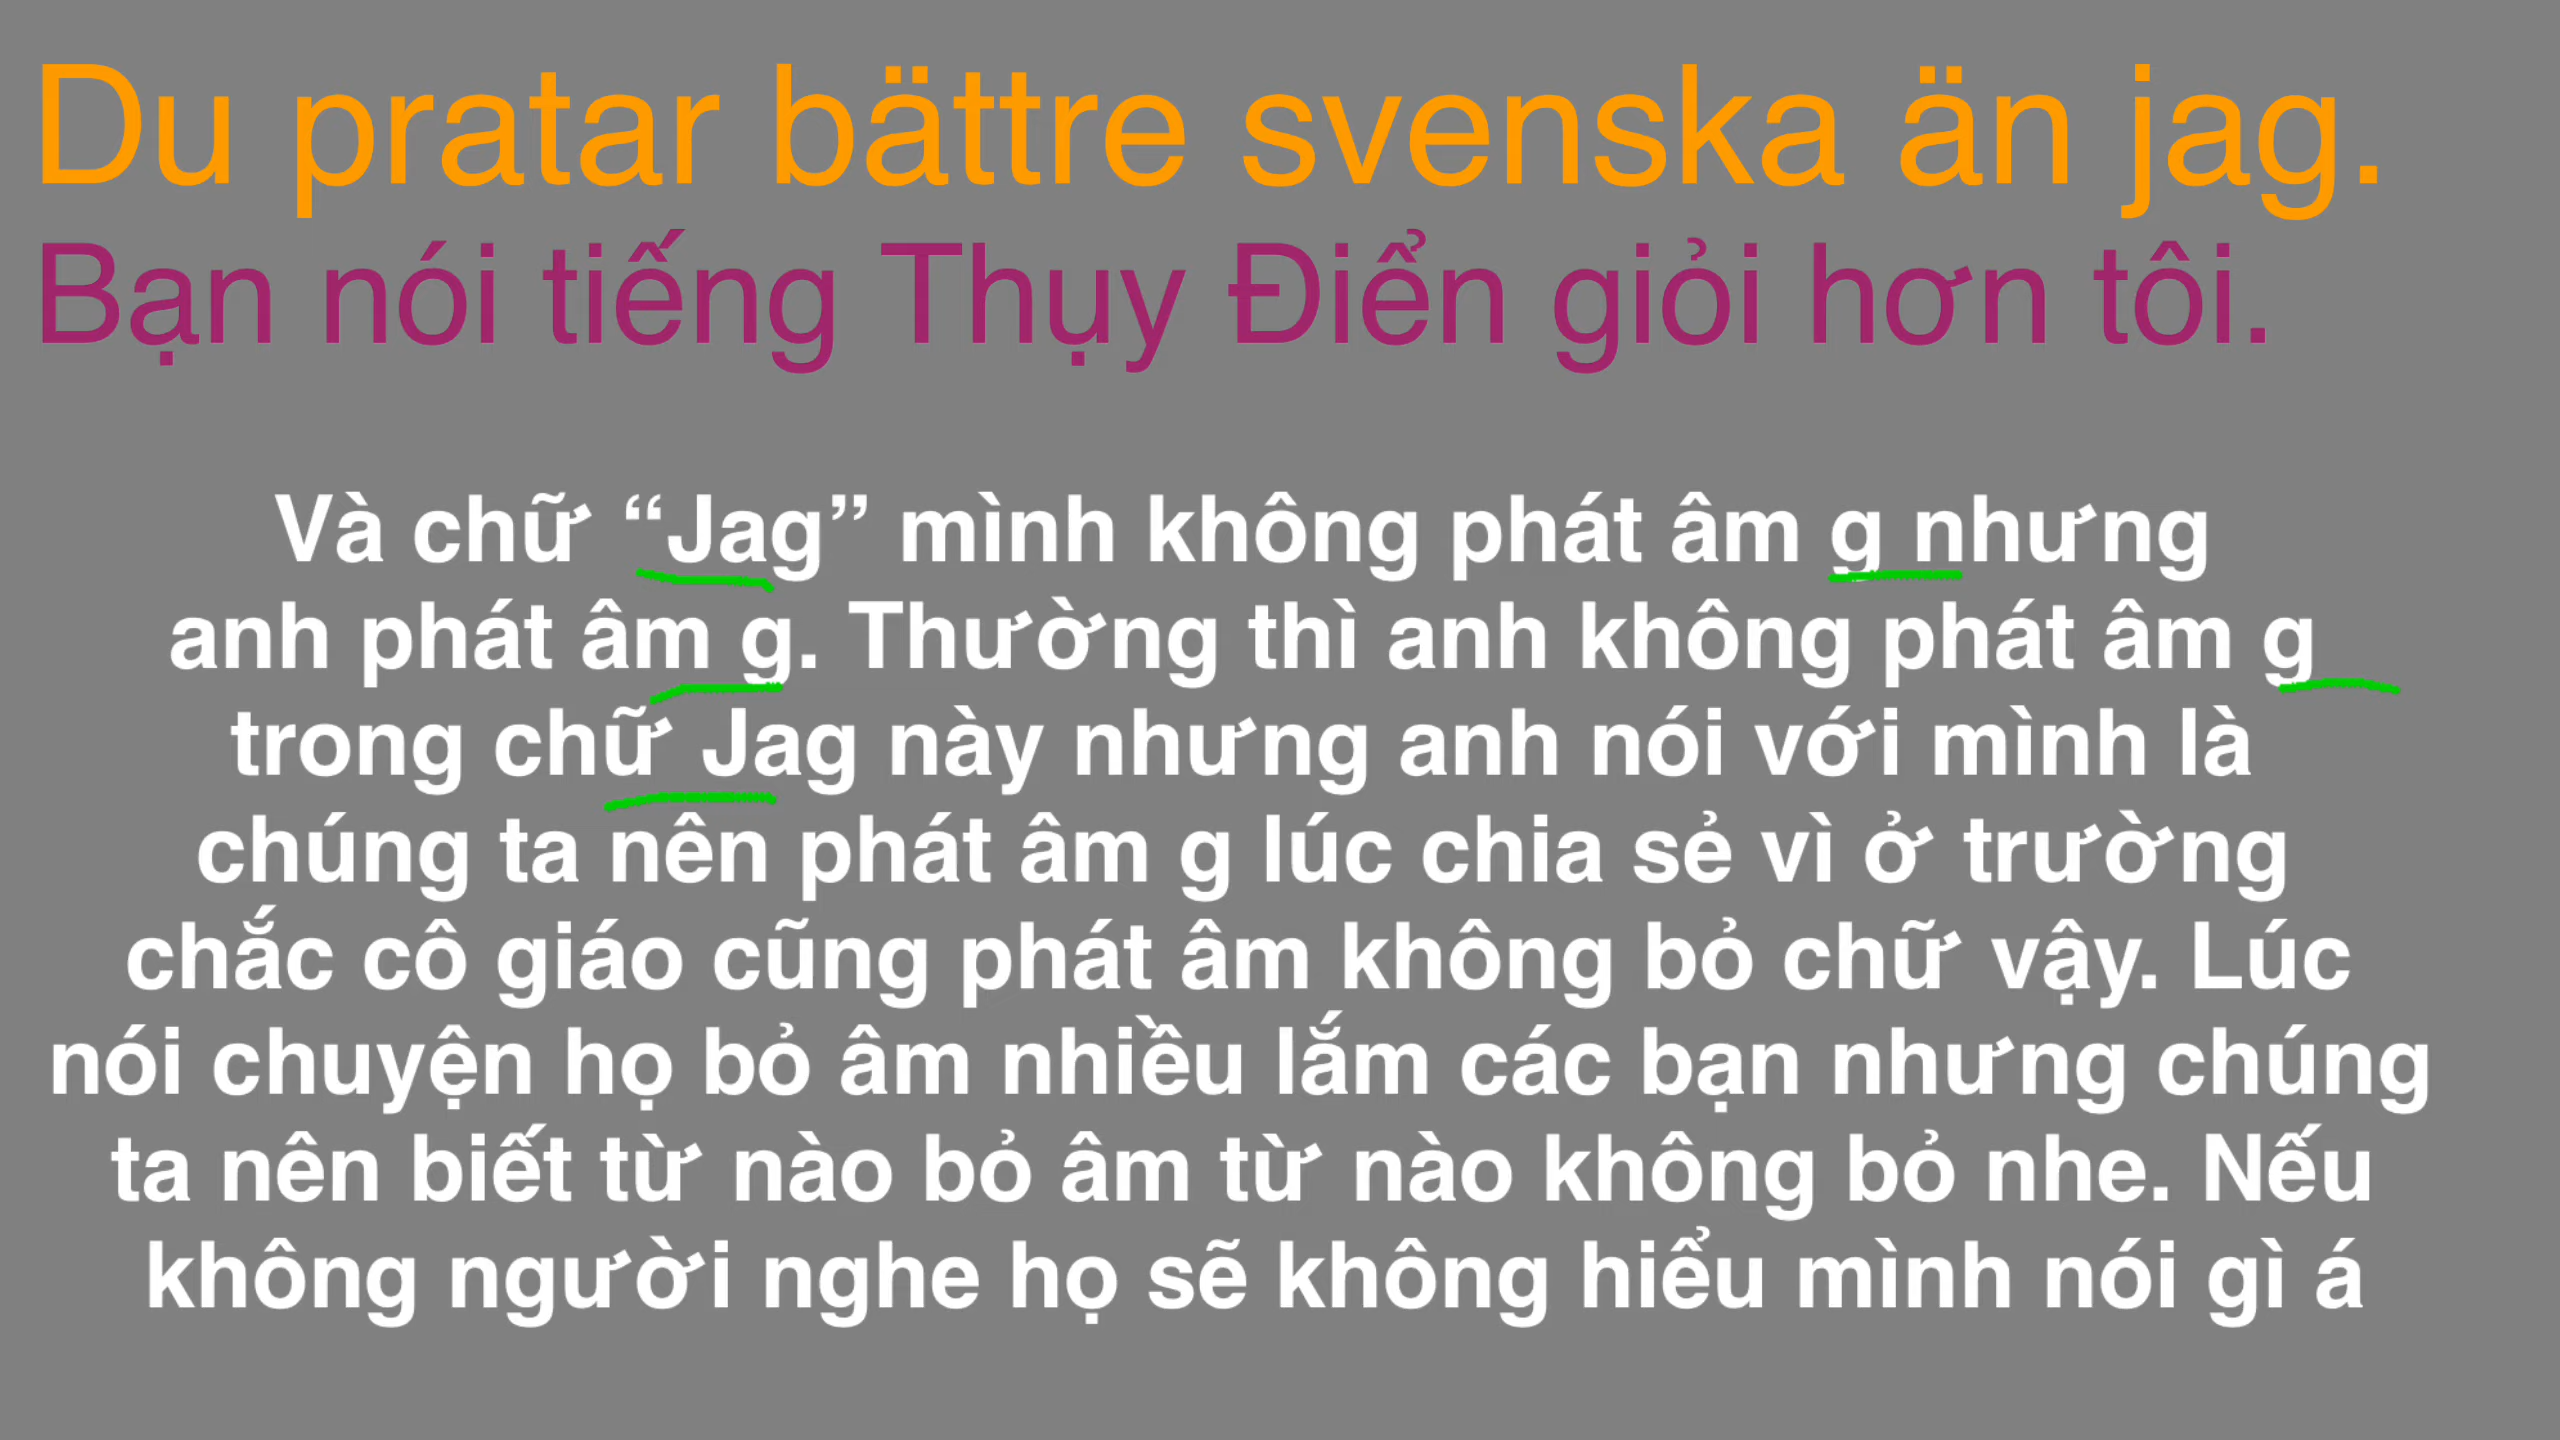 Du pratar bättre svenska än jag.
Bạn nói tiếng Thụy Điển giỏi hơn tôi.
Và chữ “Jag” mình không phát âm g nhưng
anh phát âm g. Thường thì anh không phát âm g
trong chữ Jag này nhưng anh nói với mình là
chúng ta nên phát âm g lúc chia sẻ vì ở trường
chắc cô giáo cũng phát âm không bỏ chữ vậy. Lúc
nói chuyện họ bỏ âm nhiều lắm các bạn nhưng chúng
ta nên biết từ nào bỏ âm từ nào không bỏ nhe. Nếu
không người nghe họ sẽ không hiểu mình nói gì á